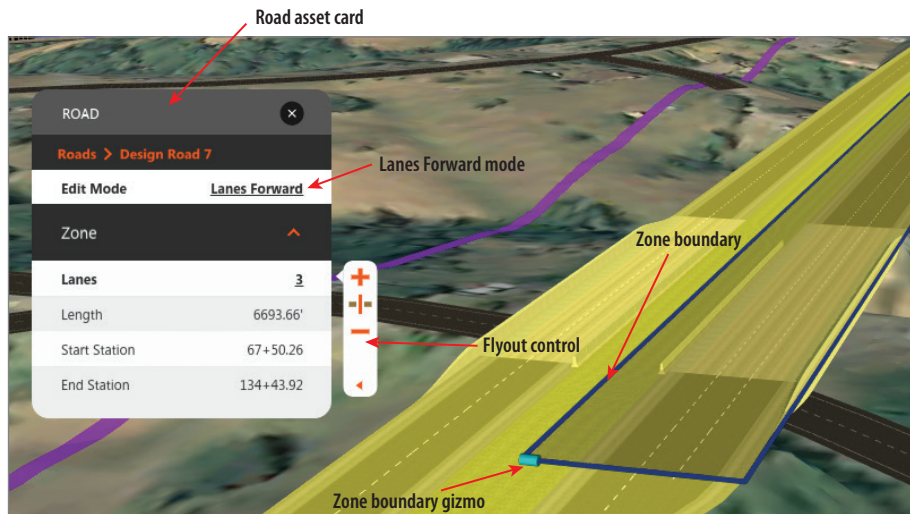 Road asset card
ROAD
Roads > Design Road 7
Edit Mode Lanes Forward
Lanes Forward mode
Zone
Zone boundary
Lanes 3
Length 6693.66'
Start Station 67+50.26
Flyout control
End Station 134+43.92
Zone boundary gizmo